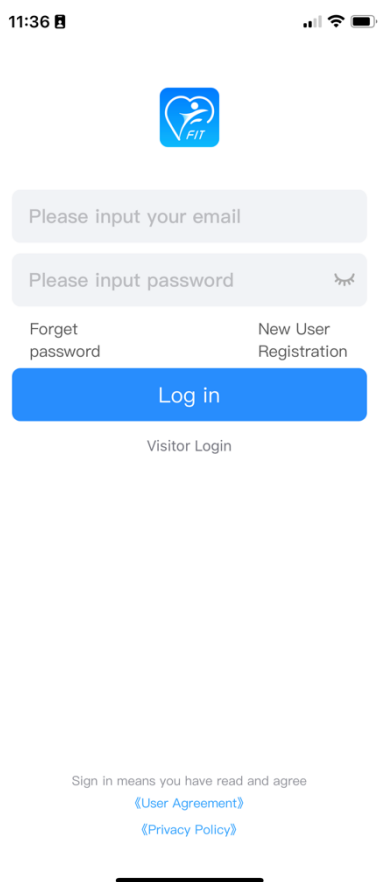 11:36
FIT
Please input your email
Please input password
Forget
password
New User
Registration
Log in
Visitor Login
Sign in means you have read and agree
《User Agreement》
《Privacy Policy》